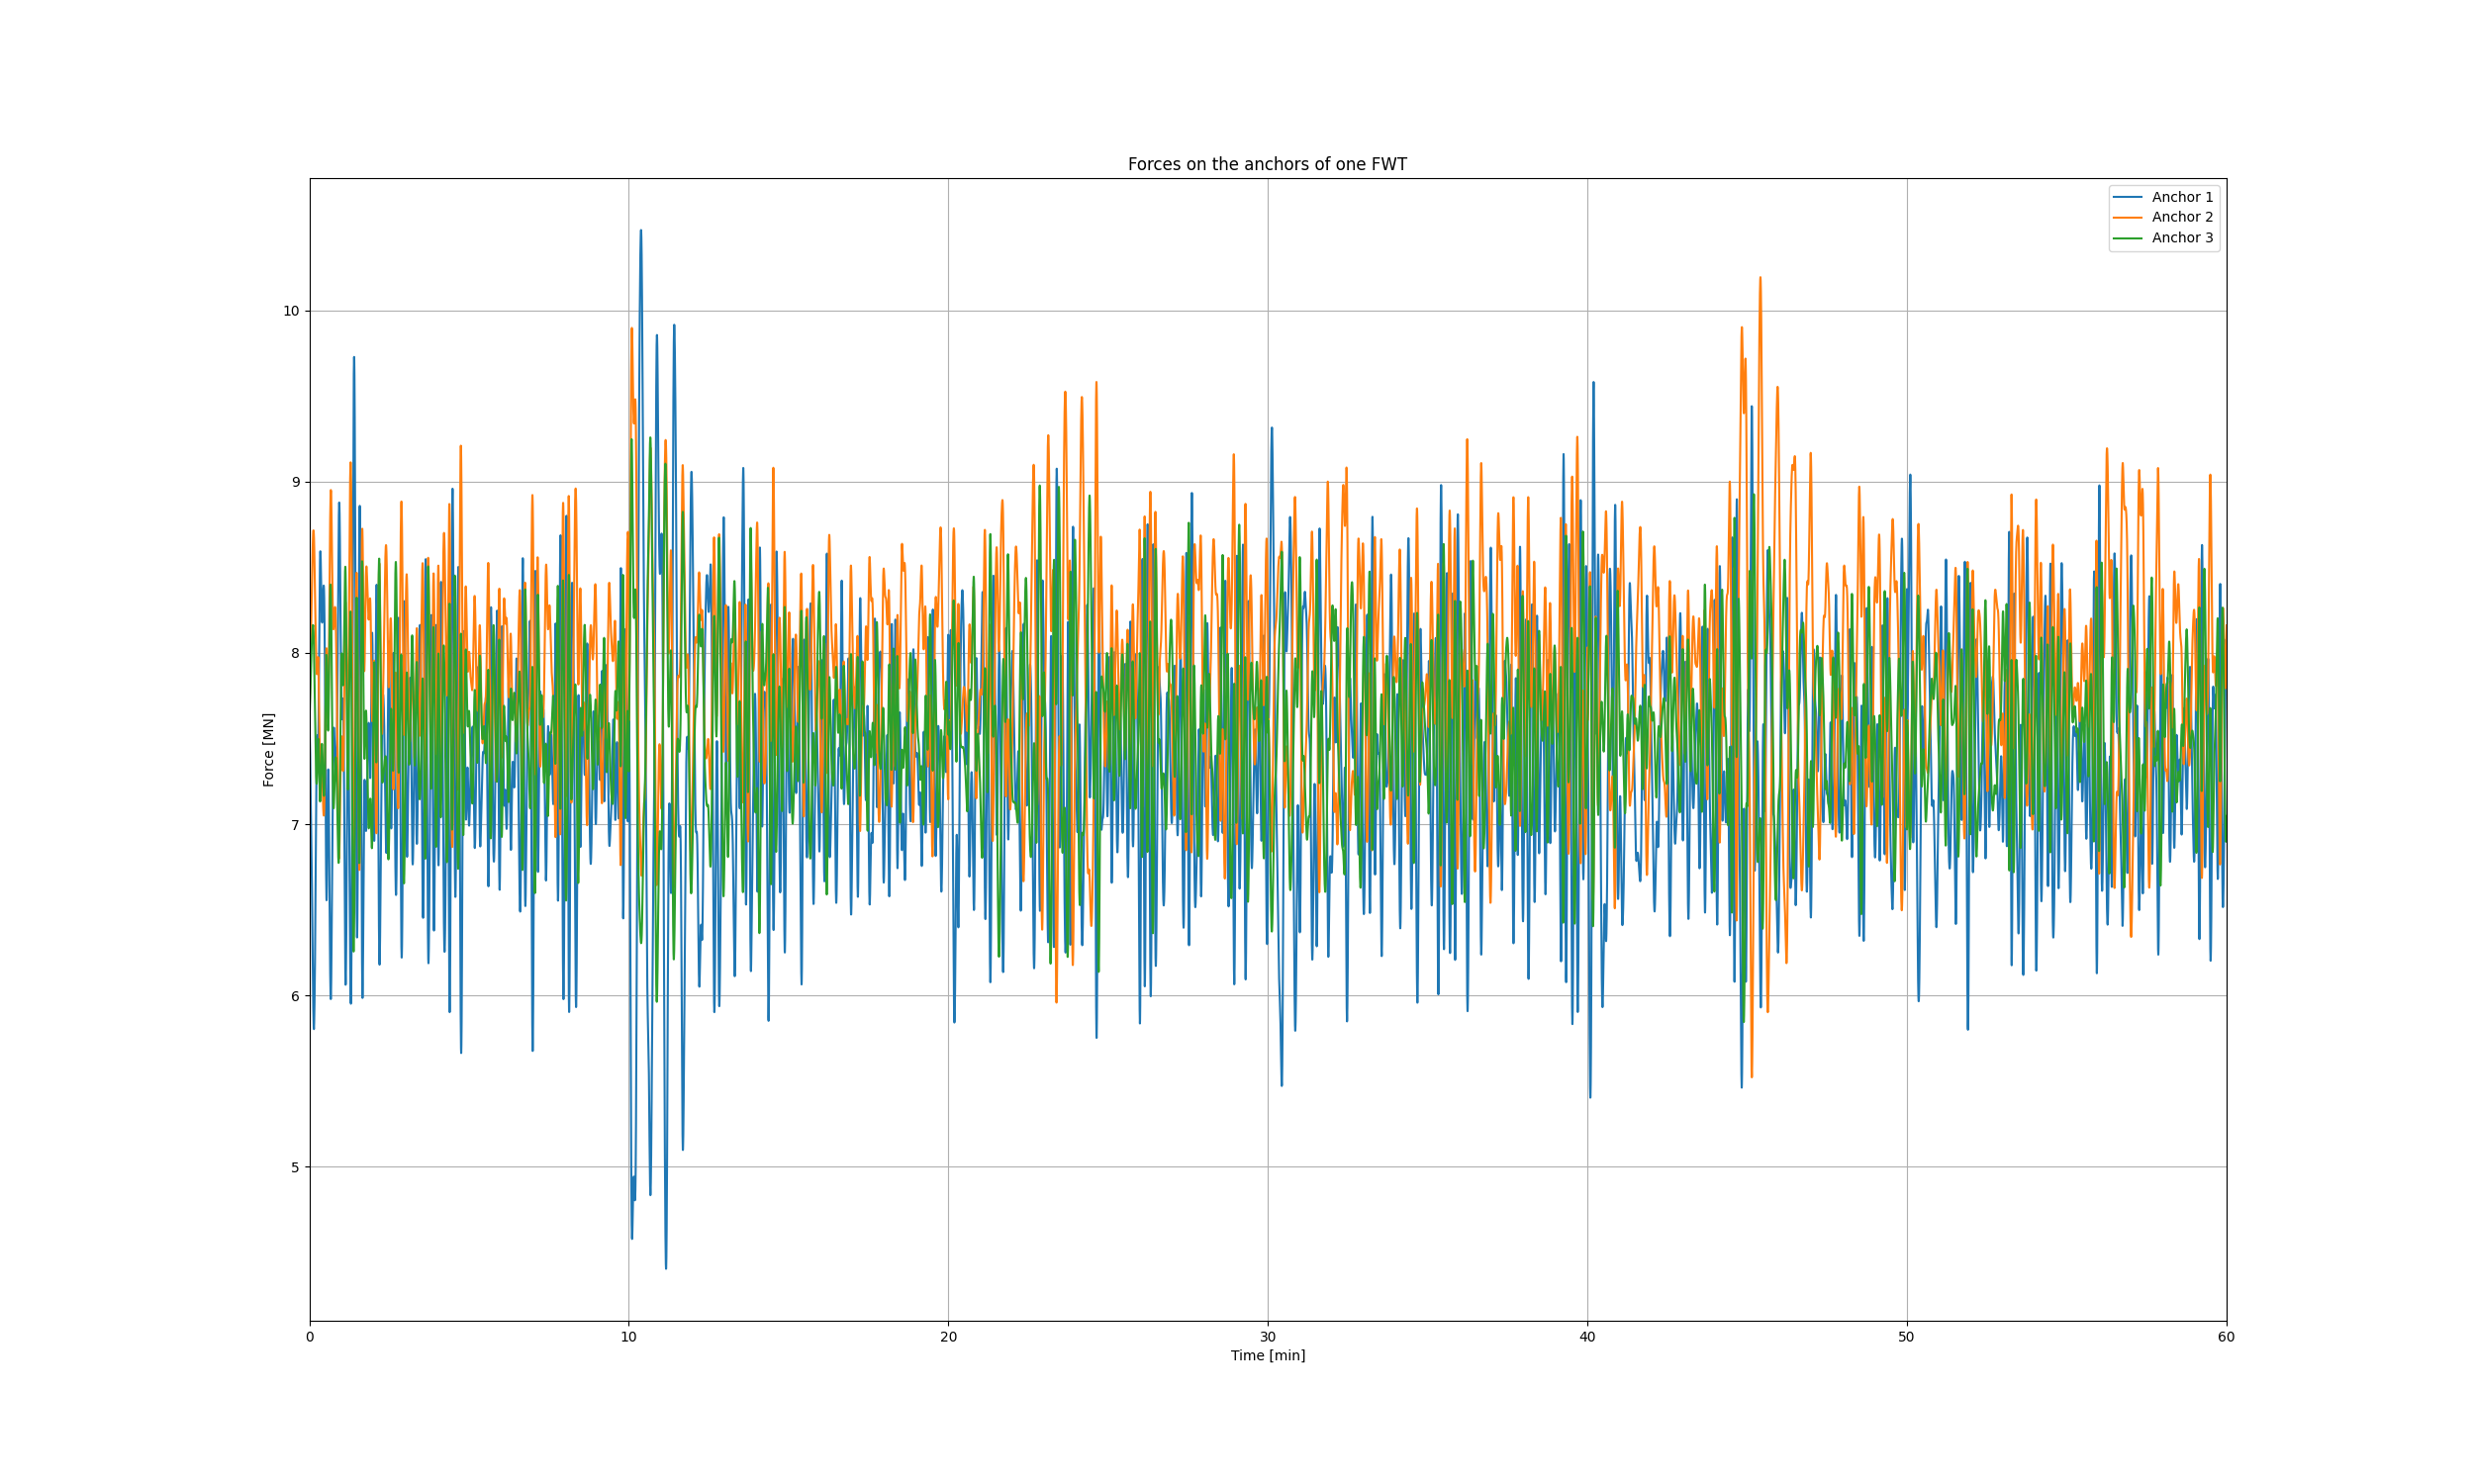 Forces on the anchors of one FWT
Anchor 1
Anchor 2
Anchor 3
Force [MN]
10
9
8
7
6
5
0 10 20 30 40 50 60
Time [min]